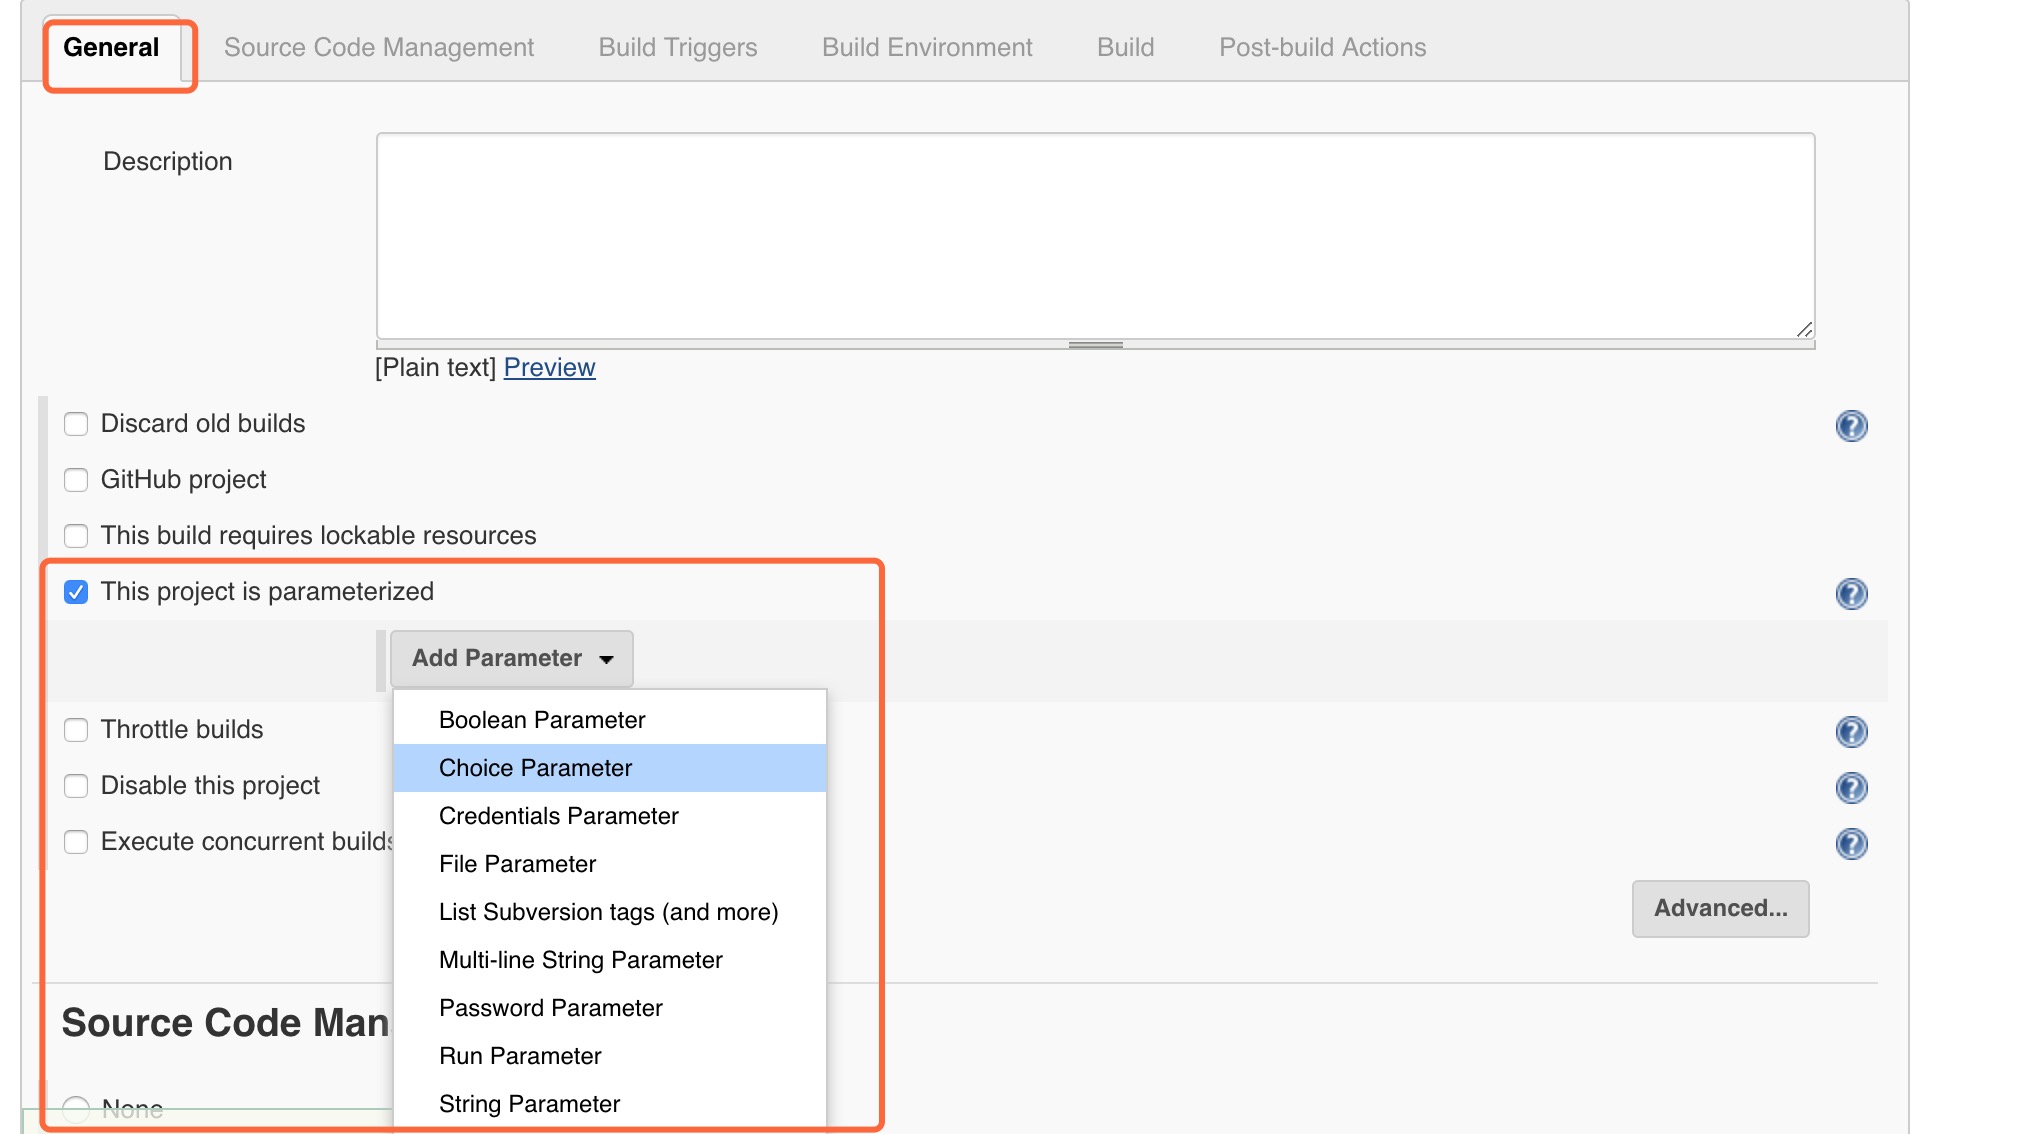 General Source Code Management Build Triggers Build Environment Build Post-build Actions
Description
[Plain text] Preview
Discard old builds
GitHub project
This build requires lockable resources
This project is parameterized
Add Parameter
Boolean Parameter
Throttle builds
Choice Parameter
Disable this project
Credentials Parameter
Execute concurrent builds
File Parameter
List Subversion tags (and more)
Advanced...
Multi-line String Parameter
Password Parameter
Source Code Man
Run Parameter
String Parameter
None